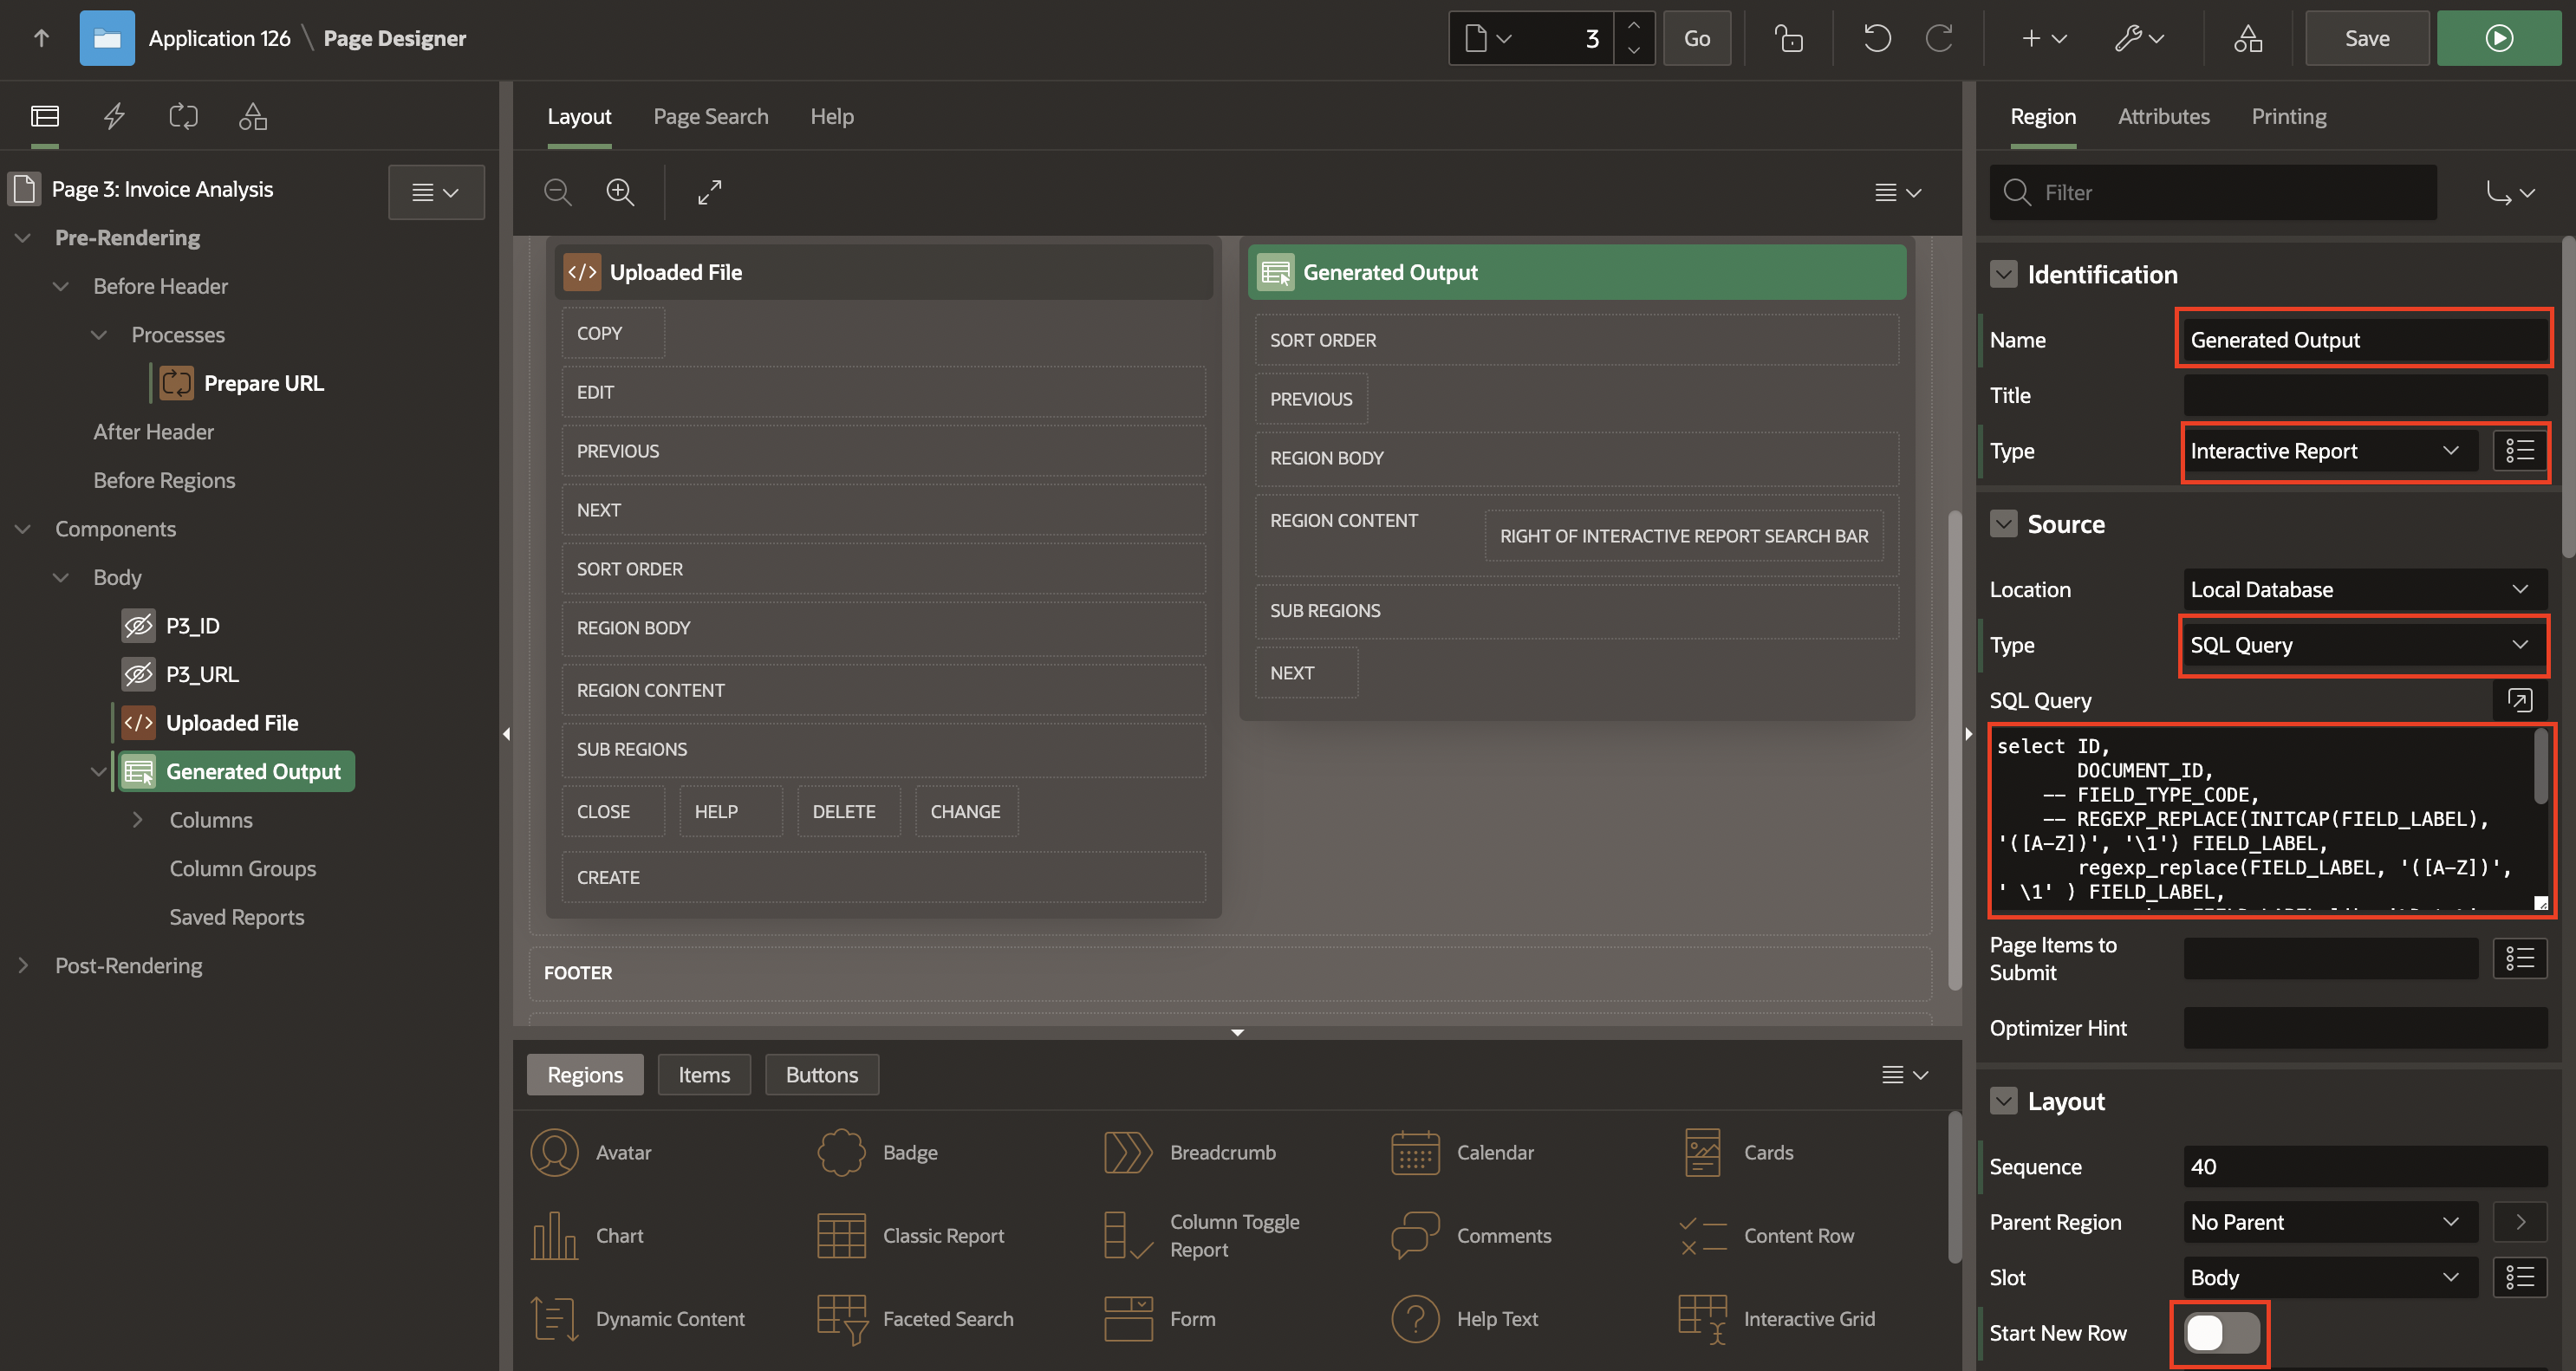 Application 126 \ Page Designer
3
Go
Save
Page 3: Invoice Analysis
Pre-Rendering
Before Header
Processes
Prepare URL
After Header
Before Regions
Components
Body
P3_ID
P3_URL
Uploaded File
Generated Output
Columns
Column Groups
Saved Reports
Post-Rendering
Layout
Page Search
Help
Uploaded File
COPY
EDIT
PREVIOUS
NEXT
SORT ORDER
REGION BODY
REGION CONTENT
SUB REGIONS
CLOSE
HELP
DELETE
CHANGE
CREATE
Generated Output
SORT ORDER
PREVIOUS
REGION BODY
REGION CONTENT
RIGHT OF INTERACTIVE REPORT SEARCH BAR
SUB REGIONS
NEXT
FOOTER
Regions
Items
Buttons
Avatar
Badge
Breadcrumb
Calendar
Cards
Chart
Classic Report
Column Toggle
Report
Comments
Content Row
Dynamic Content
Faceted Search
Form
Help Text
Interactive Grid
Region
Attributes
Printing
Filter
Identification
Name
Generated Output
Title
Type
Interactive Report
Source
Location
Local Database
Type
SQL Query
SQL Query
select ID,
DOCUMENT_ID,
-- FIELD_TYPE_CODE,
-- REGEXP_REPLACE(INITCAP(FIELD_LABEL),
'([A-Z])', '\1') FIELD_LABEL,
regexp_replace(FIELD_LABEL, '([A-Z])',
' \1' ) FIELD_LABEL,
Page Items to
Submit
Optimizer Hint
Layout
Sequence
40
Parent Region
No Parent
Slot
Body
Start New Row